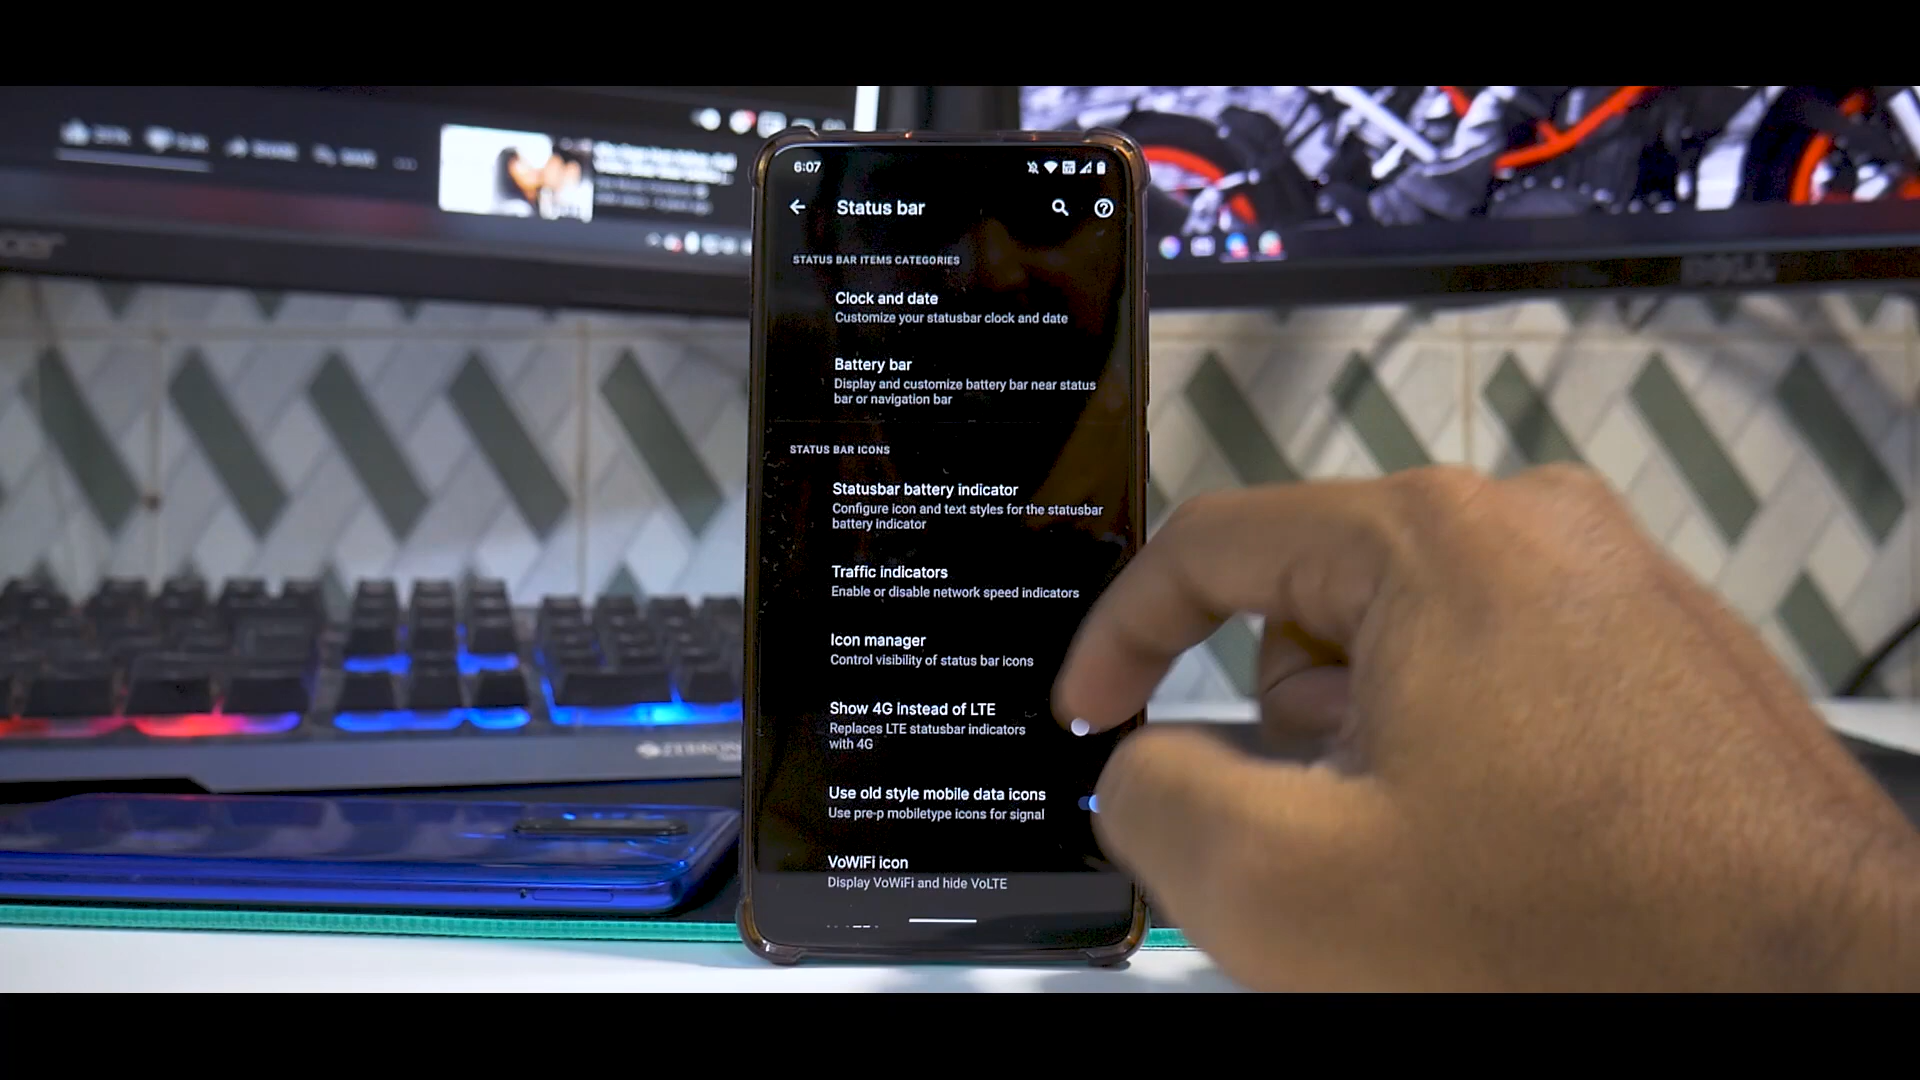 6:07
Status bar
STATUS BAR ITEMS CATEGORIES
Clock and date
Customize your statusbar clock and date
Battery bar
Display and customize battery bar near status
bar or navigation bar
STATUS BAR ICONS
Statusbar battery indicator
Configure icon and text styles for the statusbar
battery indicator
Traffic indicators
Enable or disable network speed indicators
Icon manager
Control visibility of status bar icons
Show 4G instead of LTE
Replaces LTE statusbar indicators
with 4G
Use old style mobile data icons
Use pre-p mobiletype icons for signal
VoWiFi icon
Display VoWiFi and hide VoLTE
acer
DELL